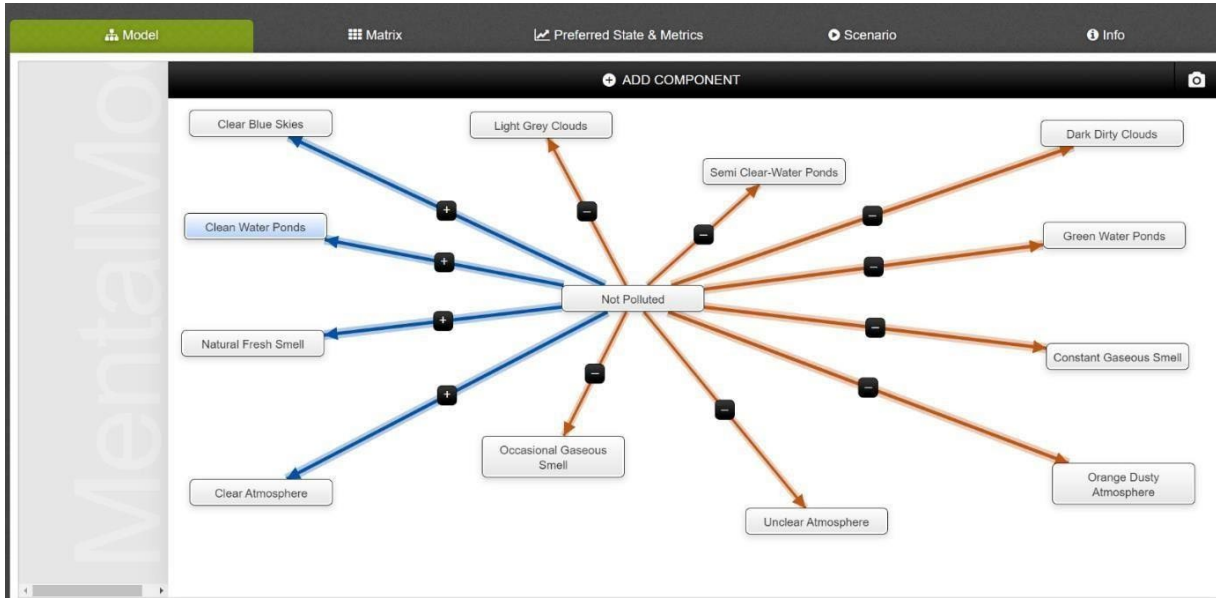 Model
Matrix
Preferred State & Metrics
Scenario
Info
ADD COMPONENT
MentalMo
Clear Blue Skies
Light Grey Clouds
Dark Dirty Clouds
Semi Clear-Water Ponds
Clean Water Ponds
Green Water Ponds
Not Polluted
Natural Fresh Smell
Constant Gaseous Smell
Occasional Gaseous
Smell
Orange Dusty
Atmosphere
Clear Atmosphere
Unclear Atmosphere